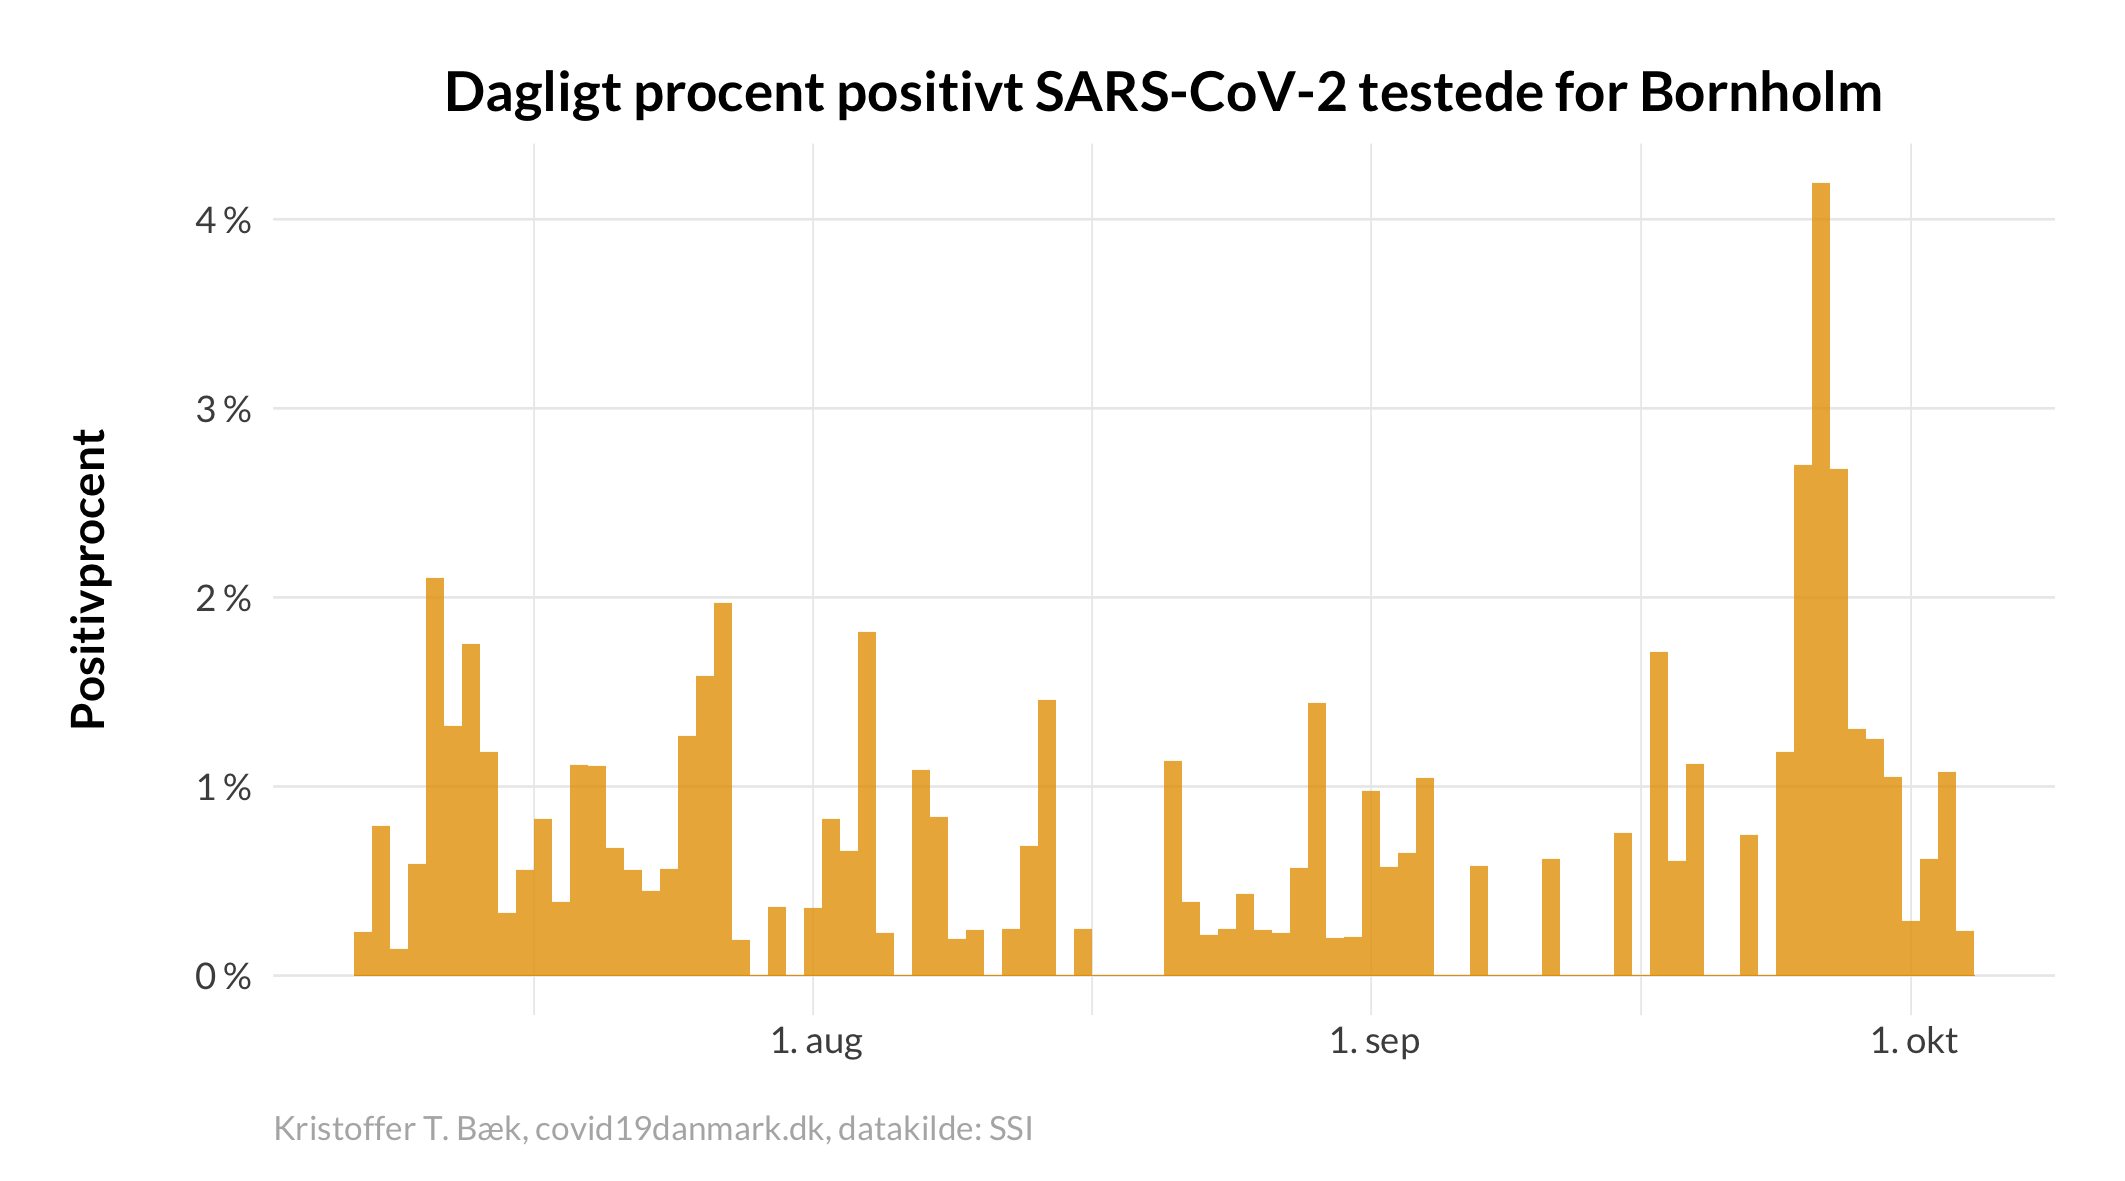 Dagligt procent positivt SARS-CoV-2 testede for Bornholm
Positivprocent
4 %
3 %
2 %
1 %
0 %
1. aug
1. sep
1. okt
Kristoffer T. Bæk, covid19danmark.dk, datakilde: SSI